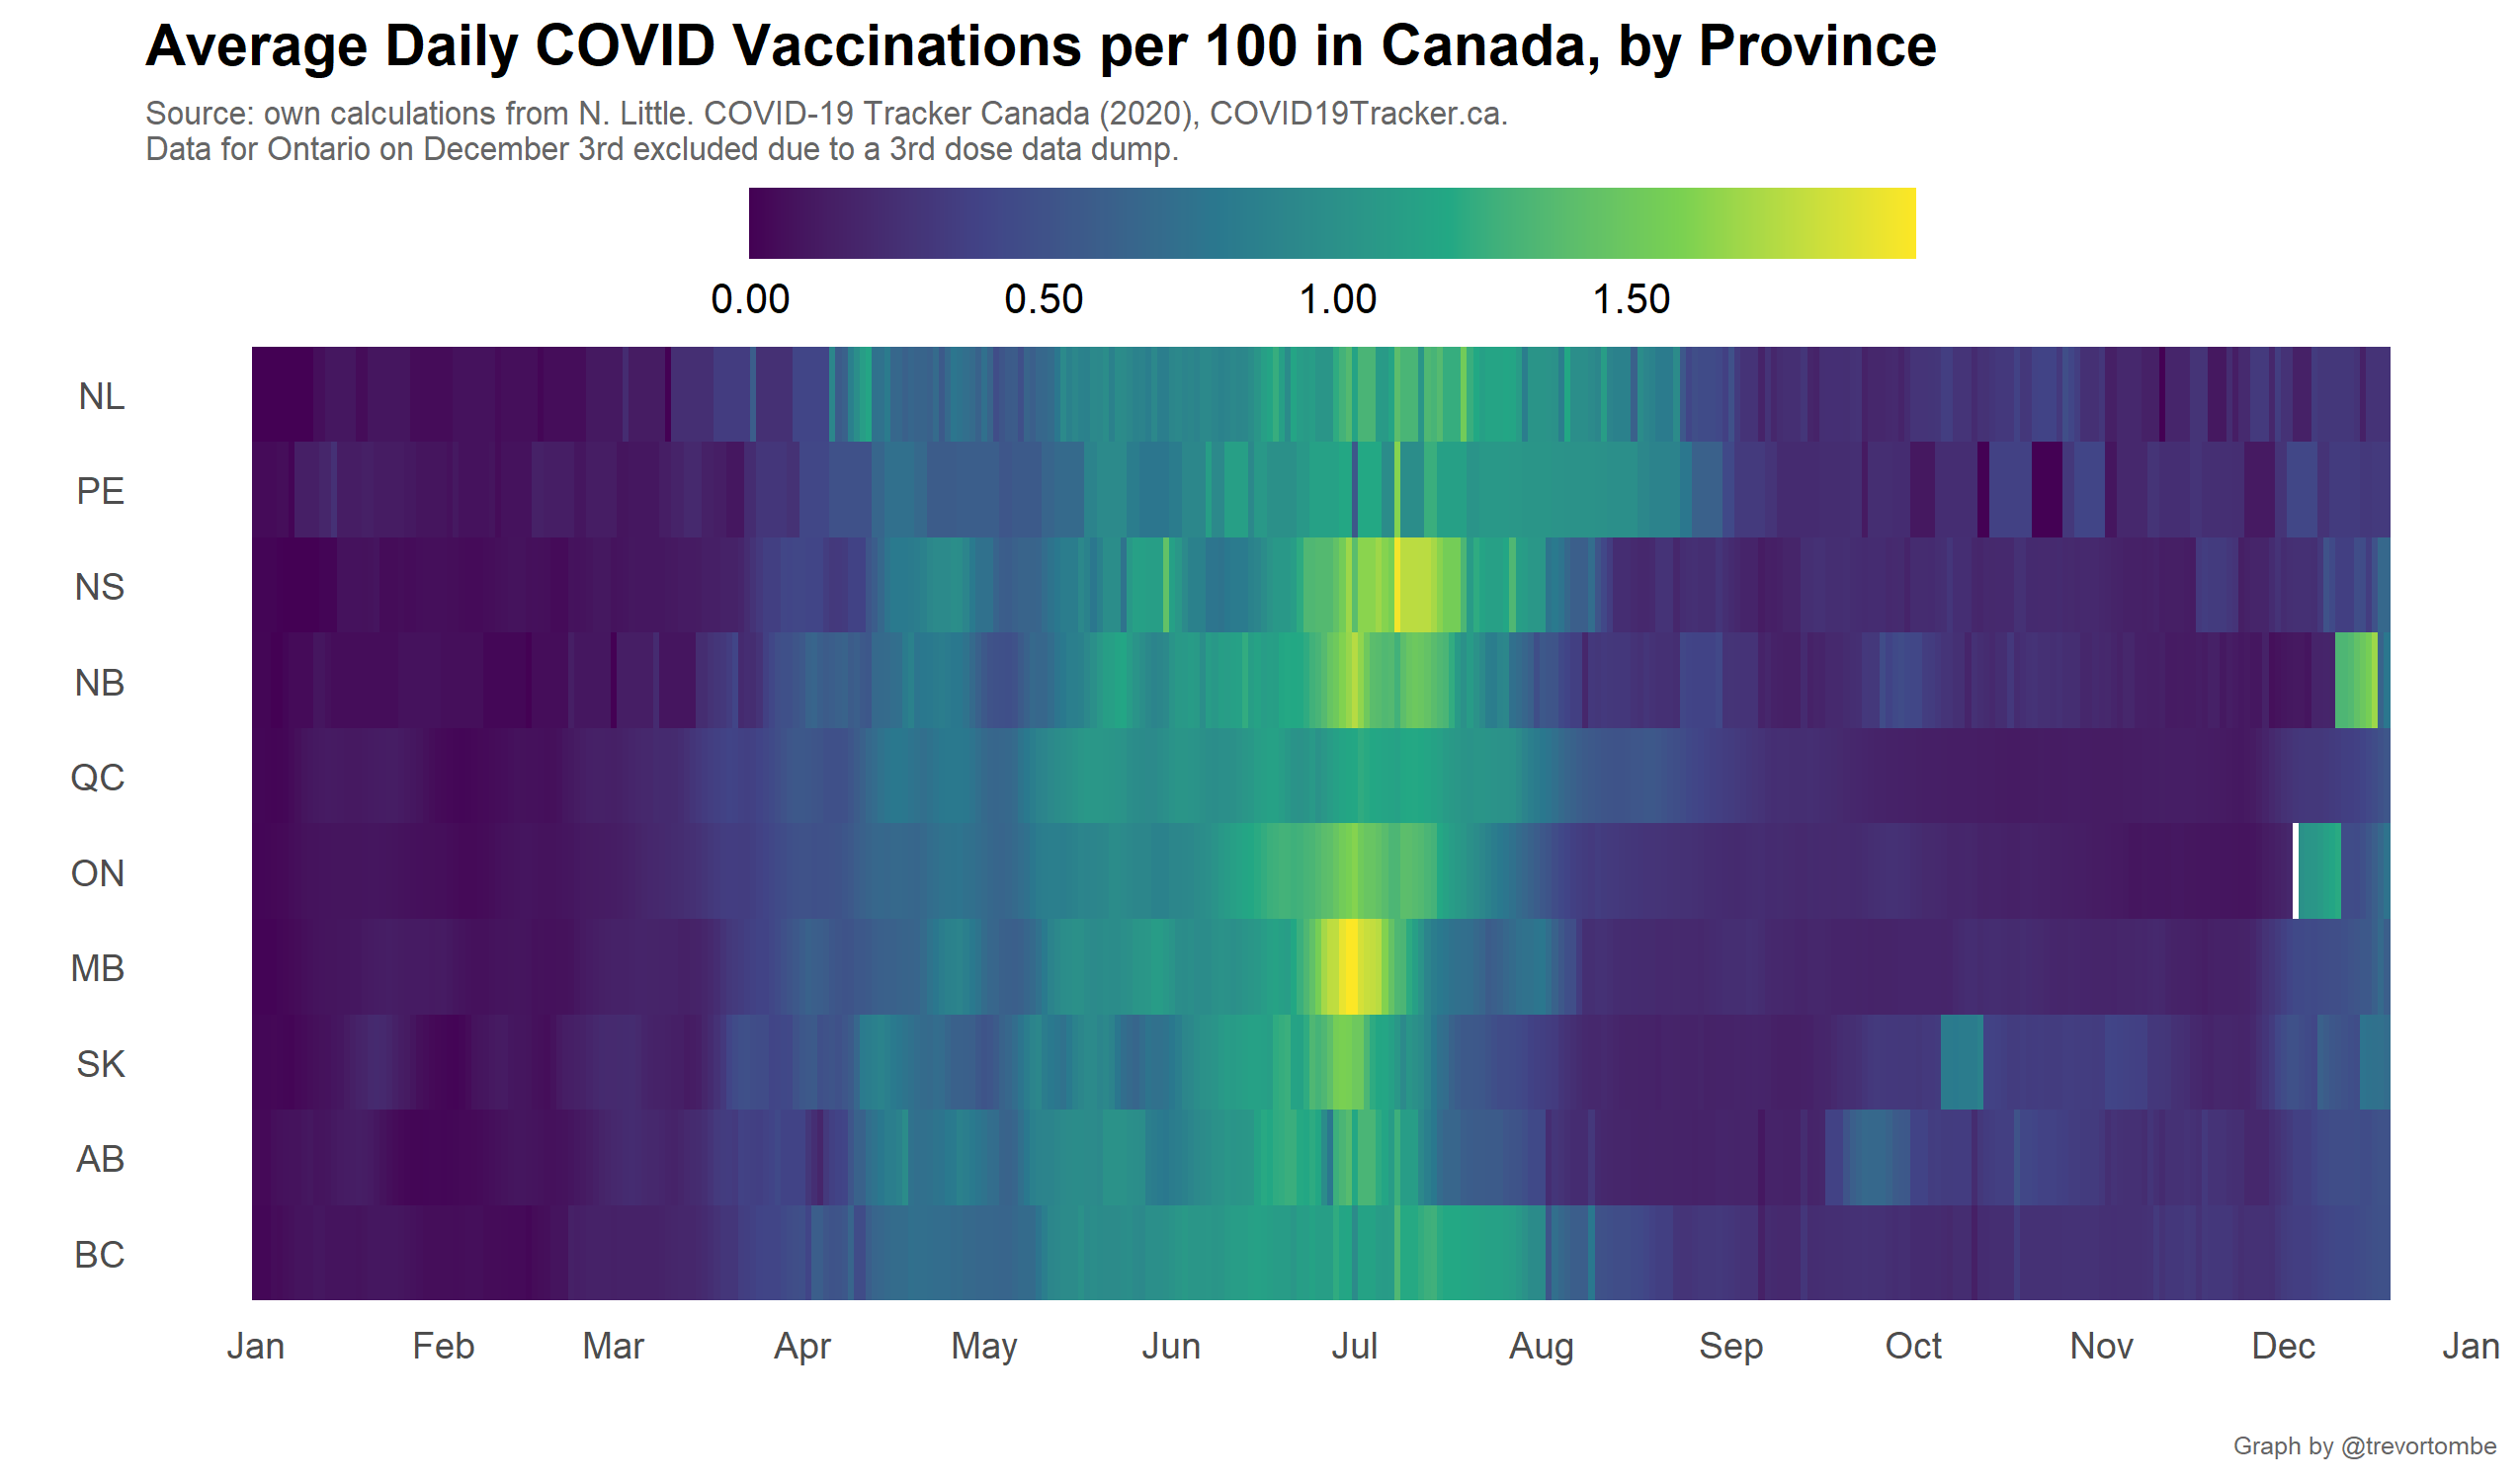 Average Daily COVID Vaccinations per 100 in Canada, by Province
Source: own calculations from N. Little. COVID-19 Tracker Canada (2020), COVID19Tracker.ca.
Data for Ontario on December 3rd excluded due to a 3rd dose data dump.
0.00 0.50 1.00 1.50
NL
PE
NS
NB
QC
ON
MB
SK
AB
BC
Jan Feb Mar Apr May Jun Jul Aug Sep Oct Nov Dec Jan
Graph by @trevortombe